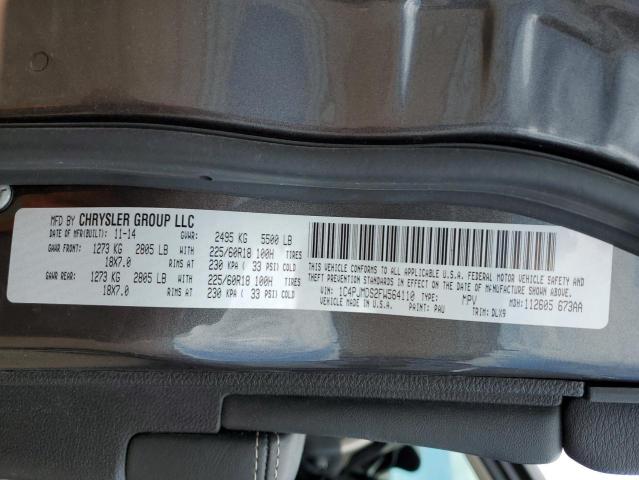 MFD BY CHRYSLER GROUP LLC
DATE OF MFR(BUILT): 11-14 GVWR: 2495 KG 5500 LB
GAWR FRONT: 1273 KG 2805 LB WITH 225/60R18 100H TIRES
18X7.0 RIMS AT 230 KPA ( 33 PSI) COLD
GAWR REAR: 1273 KG 2805 LB WITH 225/60R18 100H TIRES
18X7.0 RIMS AT 230 KPA ( 33 PSI) COLD
THIS VEHICLE CONFORMS TO ALL APPLICABLE U.S.A. FEDERAL MOTOR VEHICLE SAFETY AND
THEFT PREVENTION STANDARDS IN EFFECT ON THE DATE OF MANUFACTURE SHOWN ABOVE.
VIN: 1C4PJMDS2FW564110 TYPE: MPV MDH: 112605 673AA
MADE IN U.S.A. PAINT: PAU TRIM: DLX9